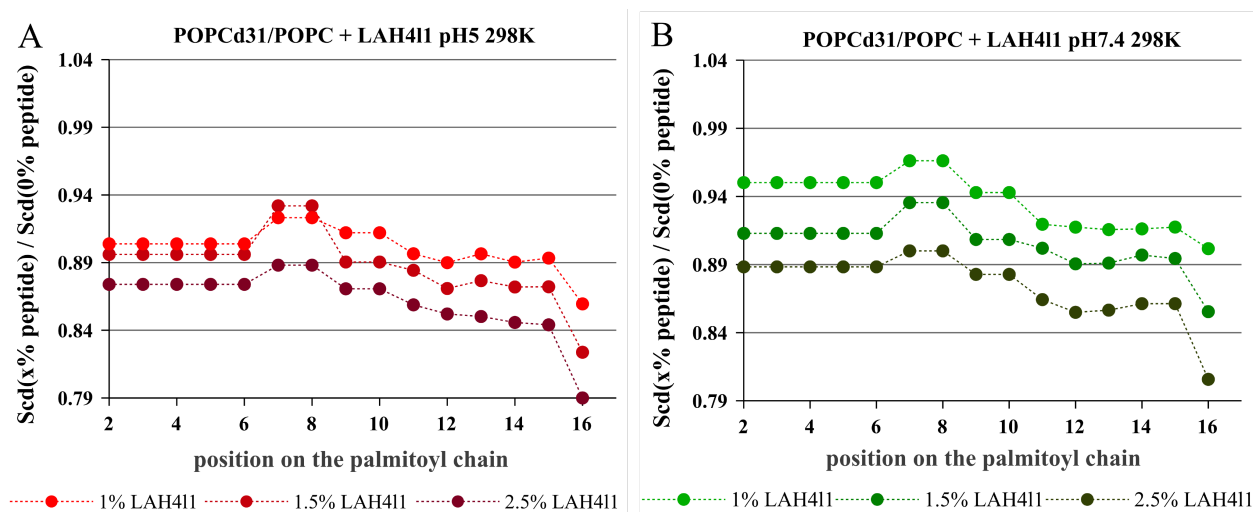 A
POPCd31/POPC + LAH4l1 pH5 298K
Scd(x% peptide) / Scd(0% peptide)
1.04
0.99
0.94
0.89
0.84
0.79
2 4 6 8 10 12 14 16
position on the palmitoyl chain
1% LAH4l1 1.5% LAH4l1 2.5% LAH4l1
B
POPCd31/POPC + LAH4l1 pH7.4 298K
Scd(x% peptide) / Scd(0% peptide)
1.04
0.99
0.94
0.89
0.84
0.79
2 4 6 8 10 12 14 16
position on the palmitoyl chain
1% LAH4l1 1.5% LAH4l1 2.5% LAH4l1